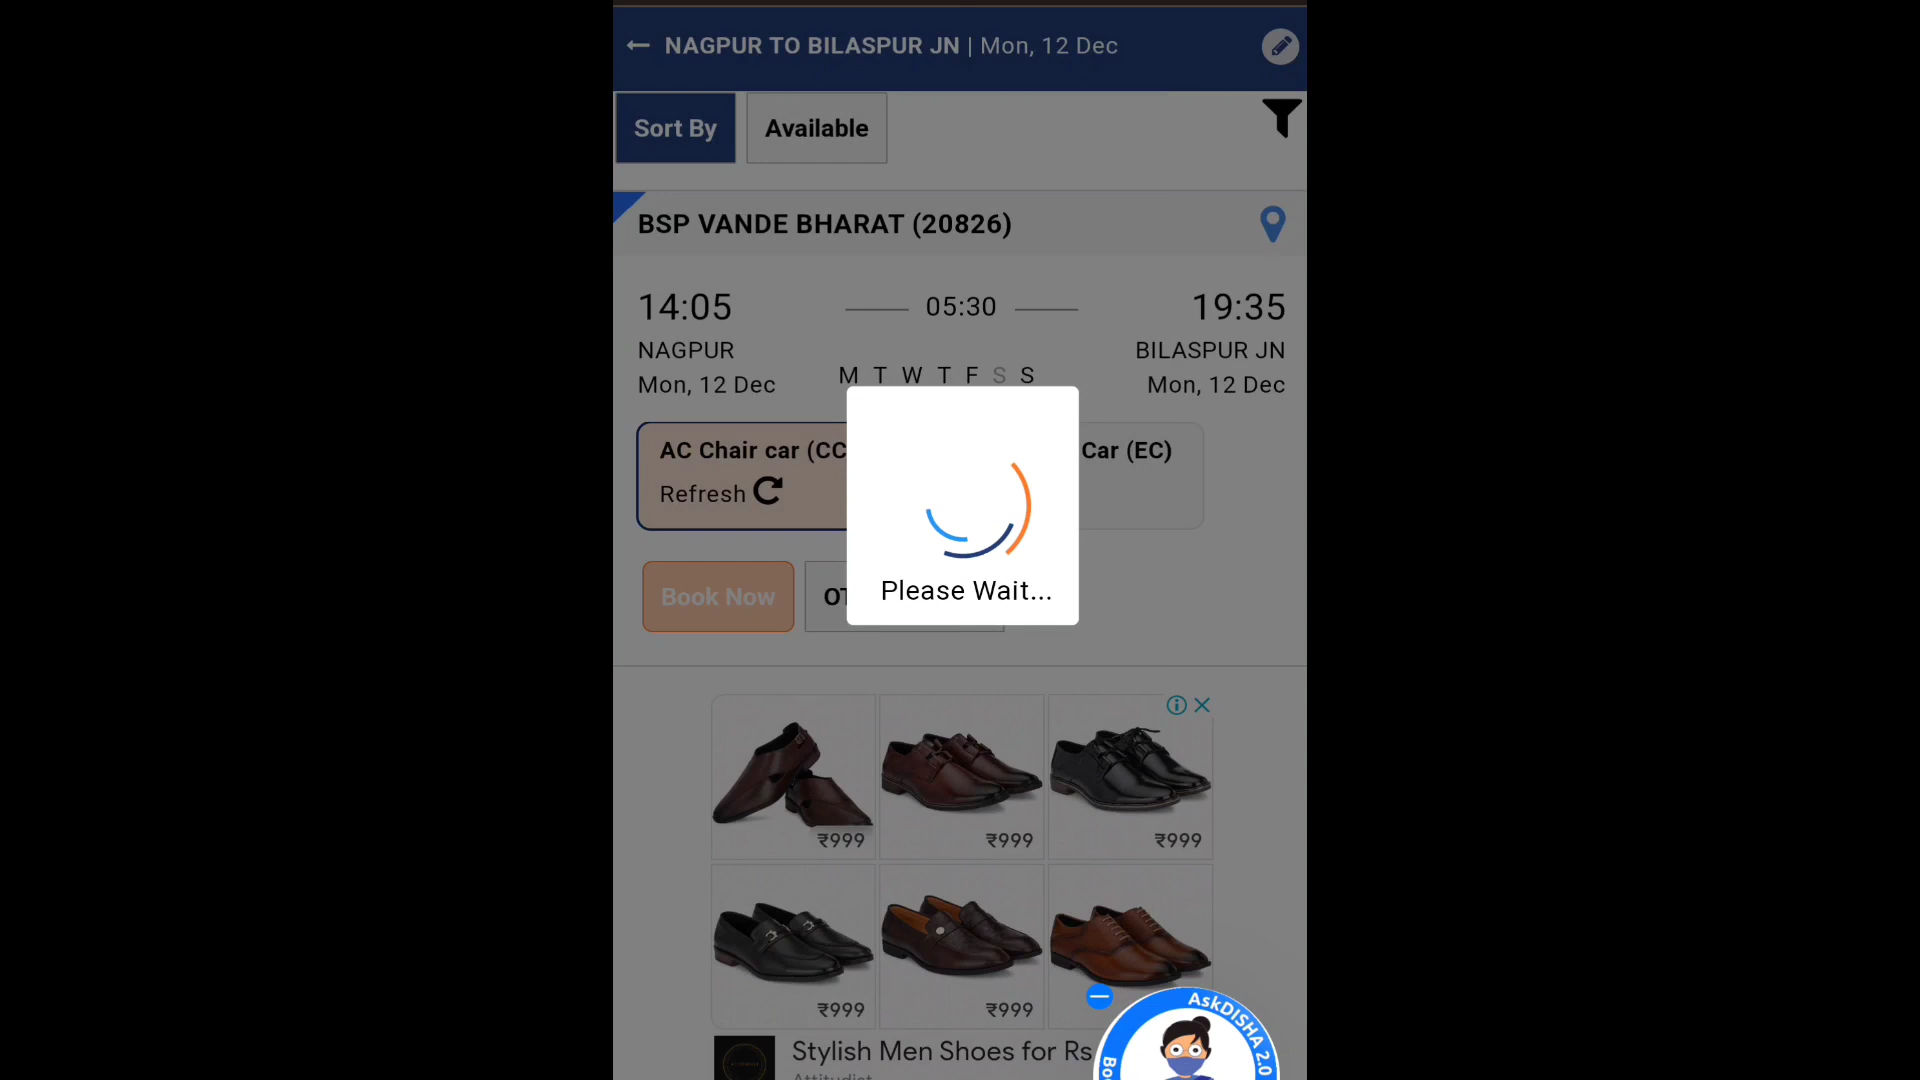 NAGPUR TO BILASPUR JN | Mon, 12 Dec
Sort By
Available
BSP VANDE BHARAT (20826)
14:05
05:30
19:35
NAGPUR
BILASPUR JN
Mon, 12 Dec
M T W T F S S
Mon, 12 Dec
AC Chair car (CC
Car (EC)
Refresh
Please Wait...
Book Now
OT
₹999
₹999
₹999
₹999
₹999
AskDISHA 2.0
Bo
Stylish Men Shoes for Rs
Attitudist